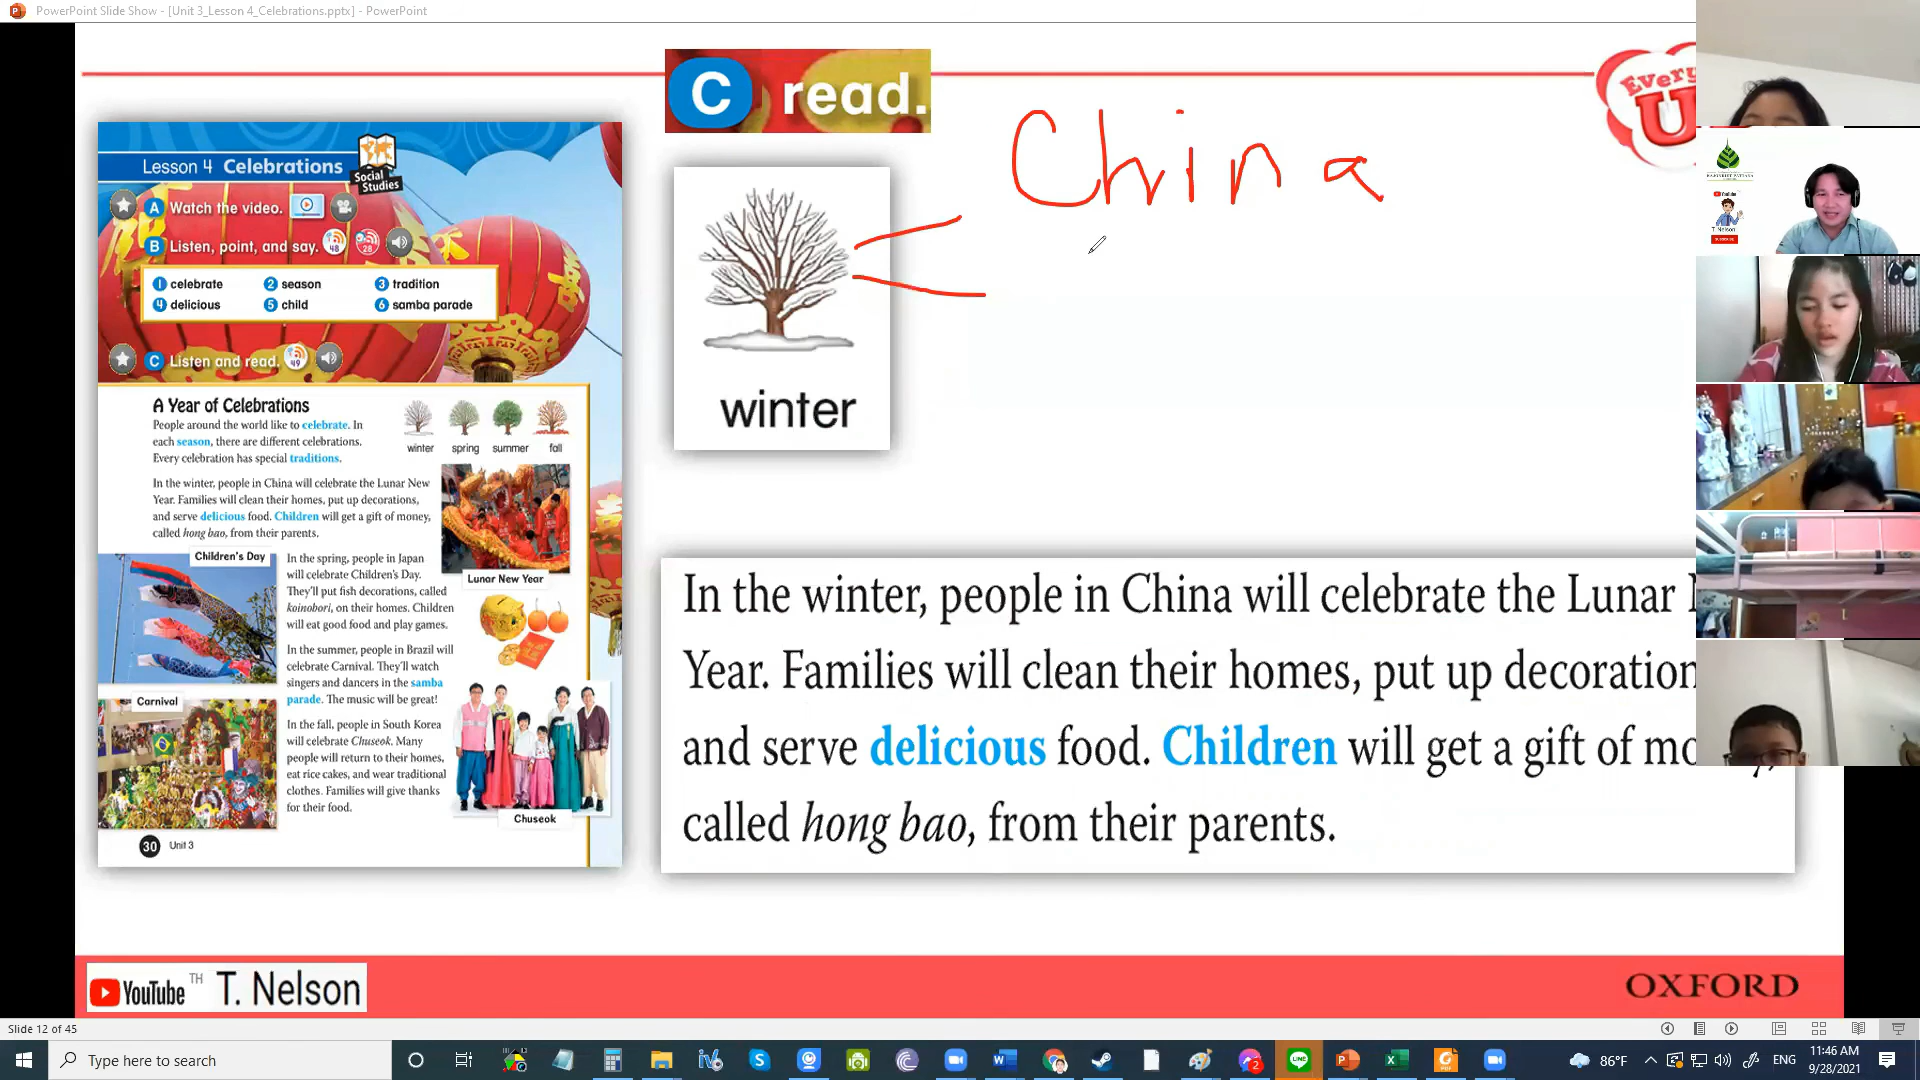 PowerPoint Slide Show - [Unit 3_Lesson 4_Celebrations.pptx] - PowerPoint
C read.
China
Every
U
Lesson 4 Celebrations
Social
Studies
A Watch the video.
B Listen, point, and say. 48 28
1 celebrate 2 season 3 tradition
4 delicious 5 child 6 samba parade
C Listen and read. 49
A Year of Celebrations
People around the world like to celebrate. In
each season, there are different celebrations.
Every celebration has special traditions.
winter spring summer fall
In the winter, people in China will celebrate the Lunar New
Year. Families will clean their homes, put up decorations,
and serve delicious food. Children will get a gift of money,
called hong bao, from their parents.
Lunar New Year
Children's Day
In the spring, people in Japan
will celebrate Children's Day.
They'll put fish decorations, called
koinobori, on their homes. Children
will eat good food and play games.
In the summer, people in Brazil will
celebrate Carnival. They'll watch
singers and dancers in the samba
parade. The music will be great!
Carnival
In the fall, people in South Korea
will celebrate Chuseok. Many
people will return to their homes,
eat rice cakes, and wear traditional
clothes. Families will give thanks
for their food.
Chuseok
30 Unit 3
winter
In the winter, people in China will celebrate the Lunar
Year. Families will clean their homes, put up decoration
and serve delicious food. Children will get a gift of mo
called hong bao, from their parents.
YouTube TH T. Nelson
OXFORD
YouTube
T. Nelson
Slide 12 of 45
Type here to search
2
86°F
ENG
11:46 AM
9/28/2021